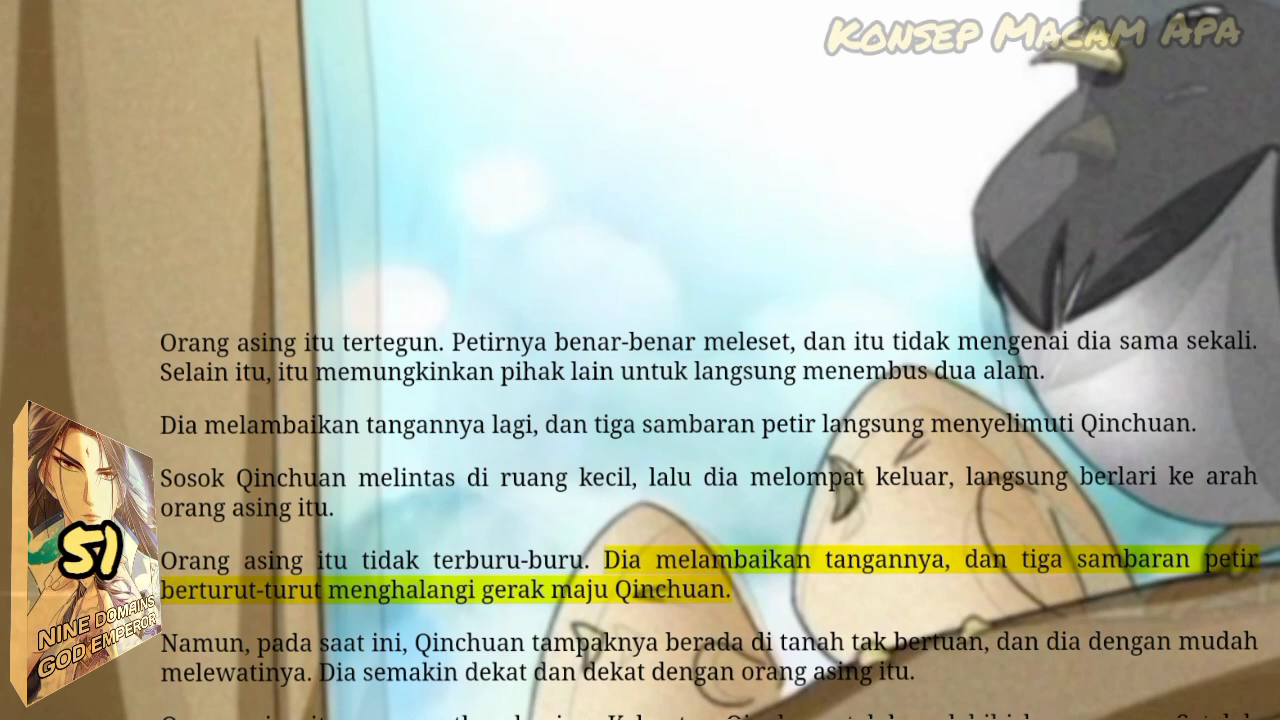 Konsep Macam Apa
Orang asing itu tertegun. Petirnya benar-benar meleset, dan itu tidak mengenai dia sama sekali.
Selain itu, itu memungkinkan pihak lain untuk langsung menembus dua alam.
Dia melambaikan tangannya lagi, dan tiga sambaran petir langsung menyelimuti Qinchuan.
Sosok Qinchuan melintas di ruang kecil, lalu dia melompat keluar, langsung berlari ke arah
orang asing itu.
Orang asing itu tidak terburu-buru. Dia melambaikan tangannya, dan tiga sambaran petir
berturut-turut menghalangi gerak maju Qinchuan.
Namun, pada saat ini, Qinchuan tampaknya berada di tanah tak bertuan, dan dia dengan mudah
melewatinya. Dia semakin dekat dan dekat dengan orang asing itu.
51
NINE DOMAINS
GOD EMPEROR